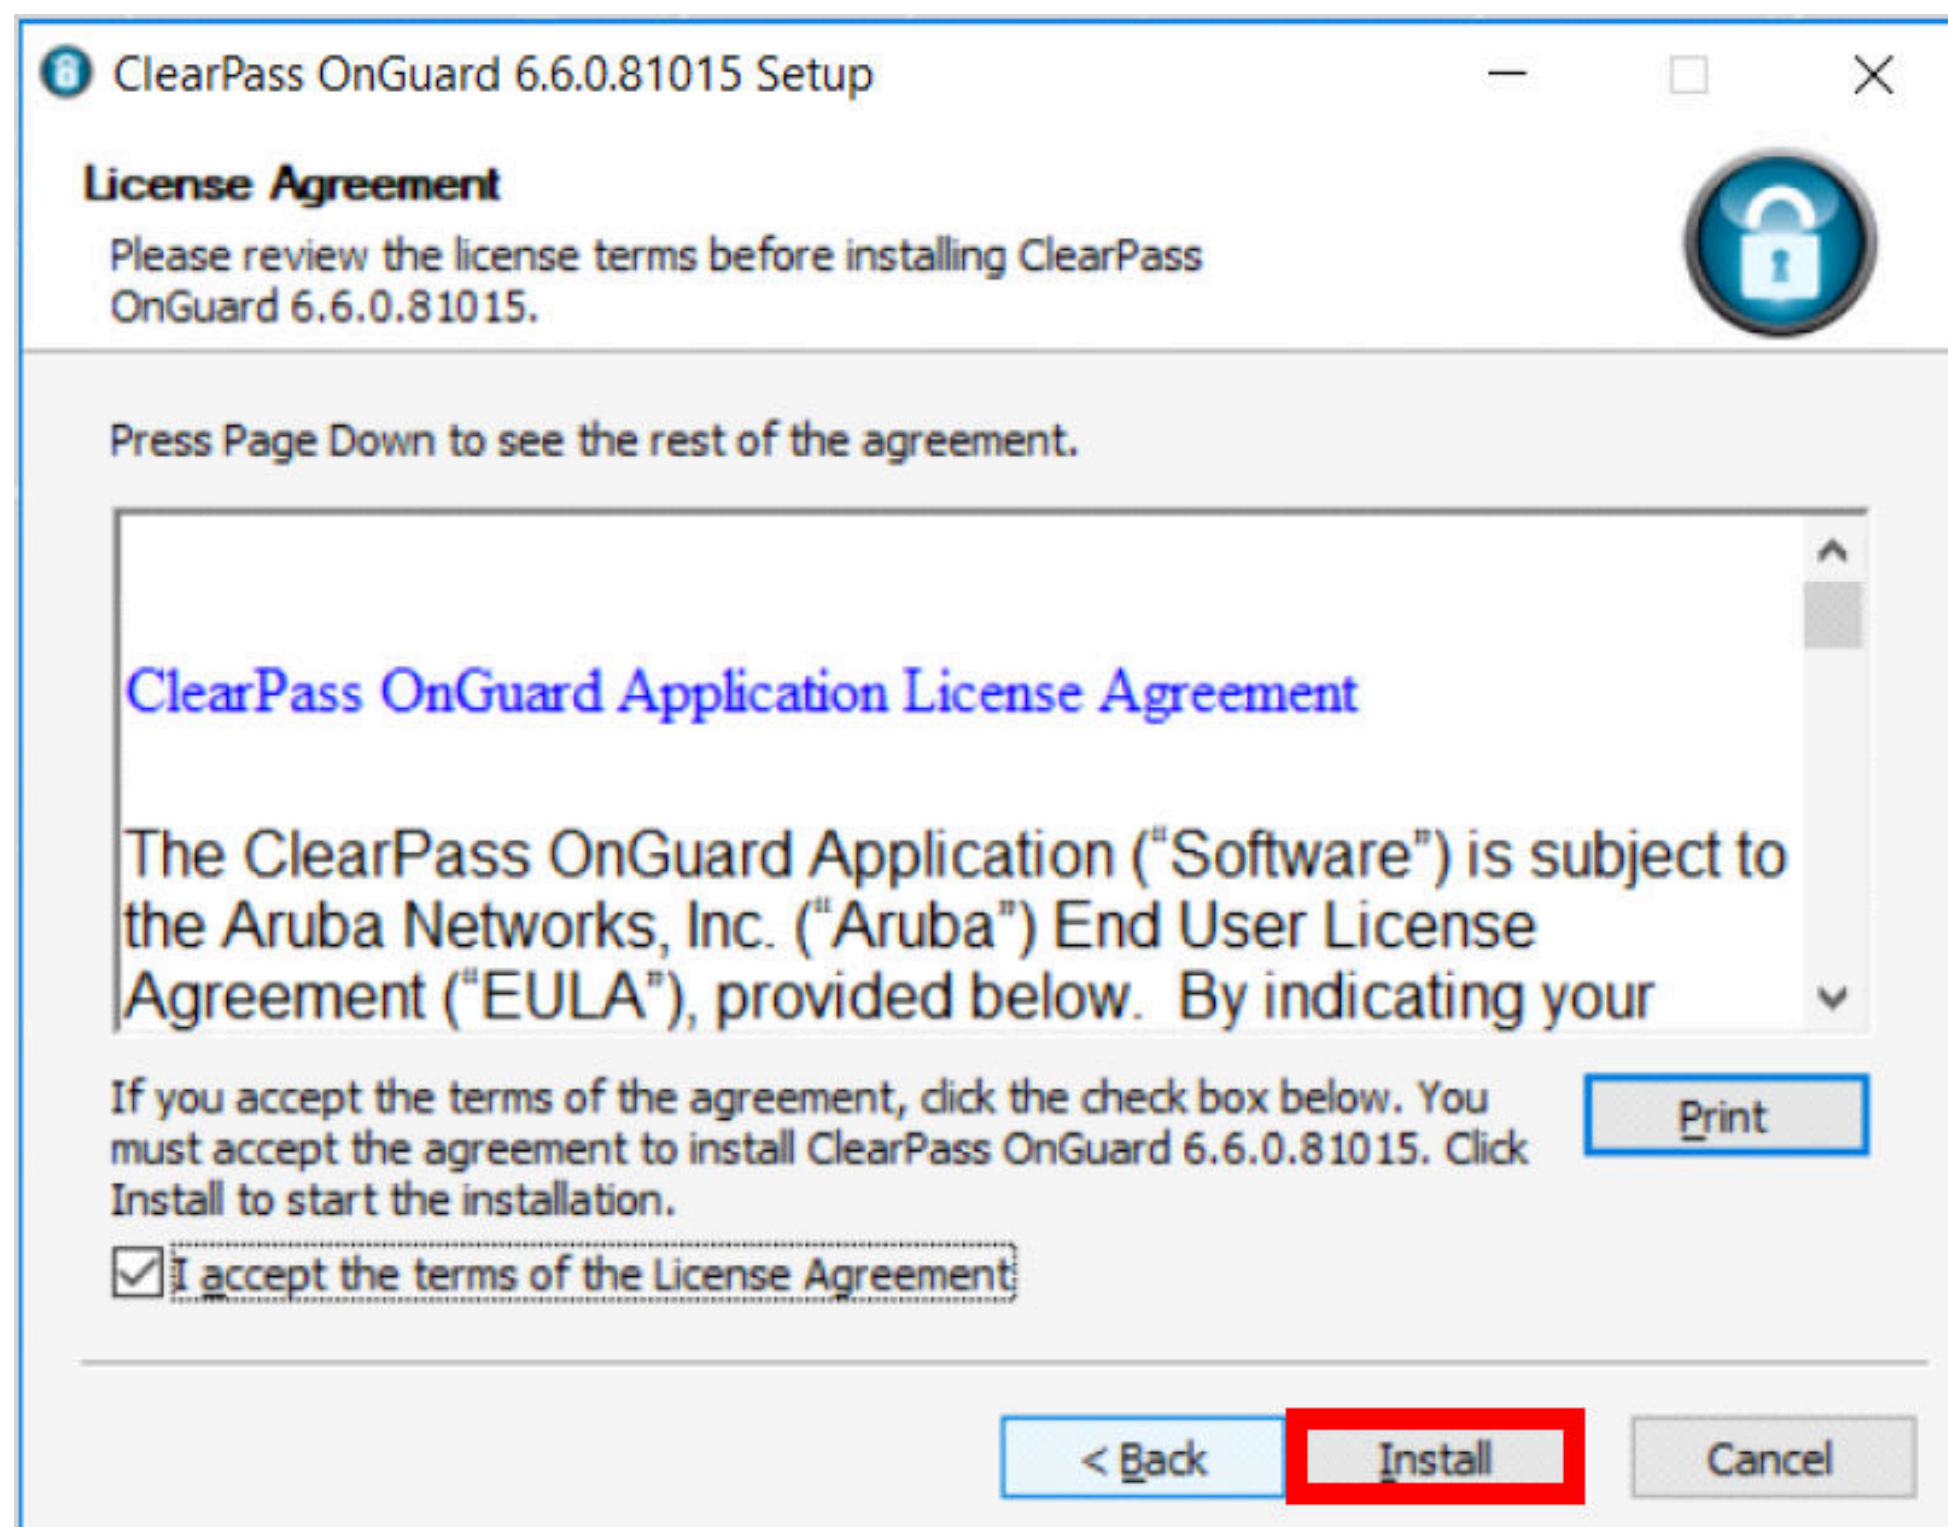 ClearPass OnGuard 6.6.0.81015 Setup
License Agreement
Please review the license terms before installing ClearPass
OnGuard 6.6.0.81015.
Press Page Down to see the rest of the agreement.
ClearPass OnGuard Application License Agreement
The ClearPass OnGuard Application (“Software”) is subject to
the Aruba Networks, Inc. (“Aruba”) End User License
Agreement (“EULA”), provided below.  By indicating your
If you accept the terms of the agreement, click the check box below. You
must accept the agreement to install ClearPass OnGuard 6.6.0.81015. Click
Install to start the installation.
Print
I accept the terms of the License Agreement
< Back
Install
Cancel